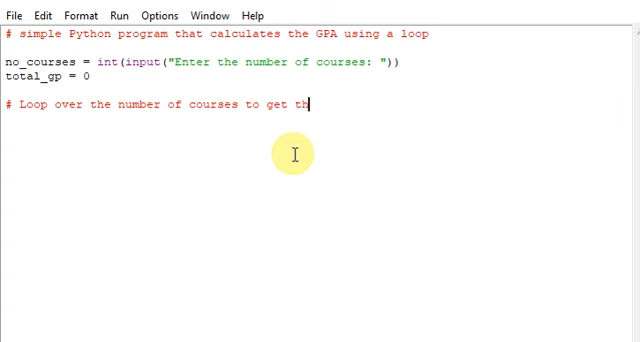 File Edit Format Run Options Window Help
# simple Python program that calculates the GPA using a loop
no_courses = int(input("Enter the number of courses: "))
total_gp = 0
# Loop over the number of courses to get th